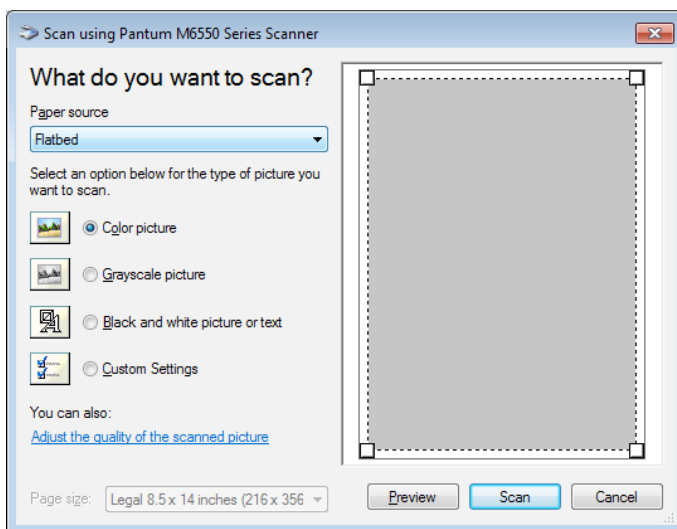 Scan using Pantum M6550 Series Scanner
What do you want to scan?
Paper source
Flatbed
Select an option below for the type of picture you
want to scan.
Color picture
Grayscale picture
Black and white picture or text
Custom Settings
You can also:
Adjust the quality of the scanned picture
Page size: Legal 8.5 x 14 inches (216 x 356
Preview Scan Cancel